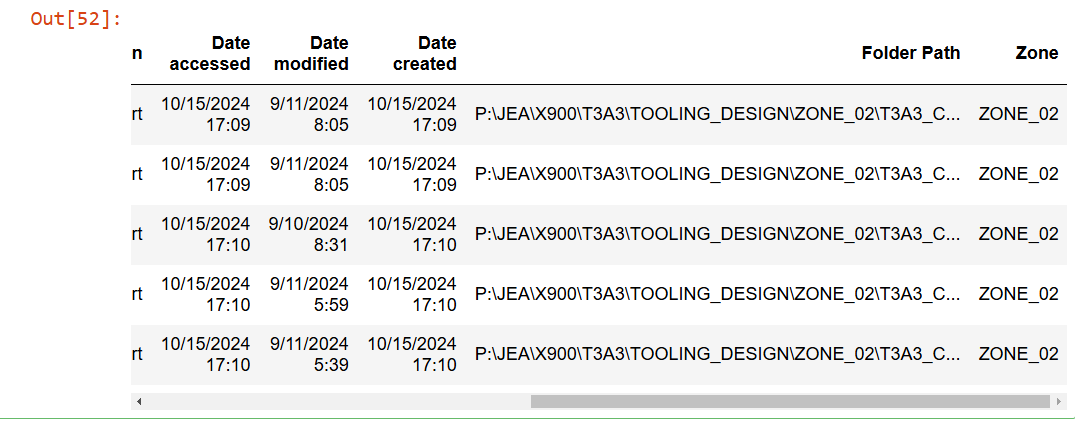 Out[52]:
n Date accessed Date modified Date created Folder Path Zone
rt 10/15/2024 17:09 9/11/2024 8:05 10/15/2024 17:09 P:\JEA\X900\T3A3\TOOLING_DESIGN\ZONE_02\T3A3_C... ZONE_02
rt 10/15/2024 17:09 9/11/2024 8:05 10/15/2024 17:09 P:\JEA\X900\T3A3\TOOLING_DESIGN\ZONE_02\T3A3_C... ZONE_02
rt 10/15/2024 17:10 9/10/2024 8:31 10/15/2024 17:10 P:\JEA\X900\T3A3\TOOLING_DESIGN\ZONE_02\T3A3_C... ZONE_02
rt 10/15/2024 17:10 9/11/2024 5:59 10/15/2024 17:10 P:\JEA\X900\T3A3\TOOLING_DESIGN\ZONE_02\T3A3_C... ZONE_02
rt 10/15/2024 17:10 9/11/2024 5:39 10/15/2024 17:10 P:\JEA\X900\T3A3\TOOLING_DESIGN\ZONE_02\T3A3_C... ZONE_02